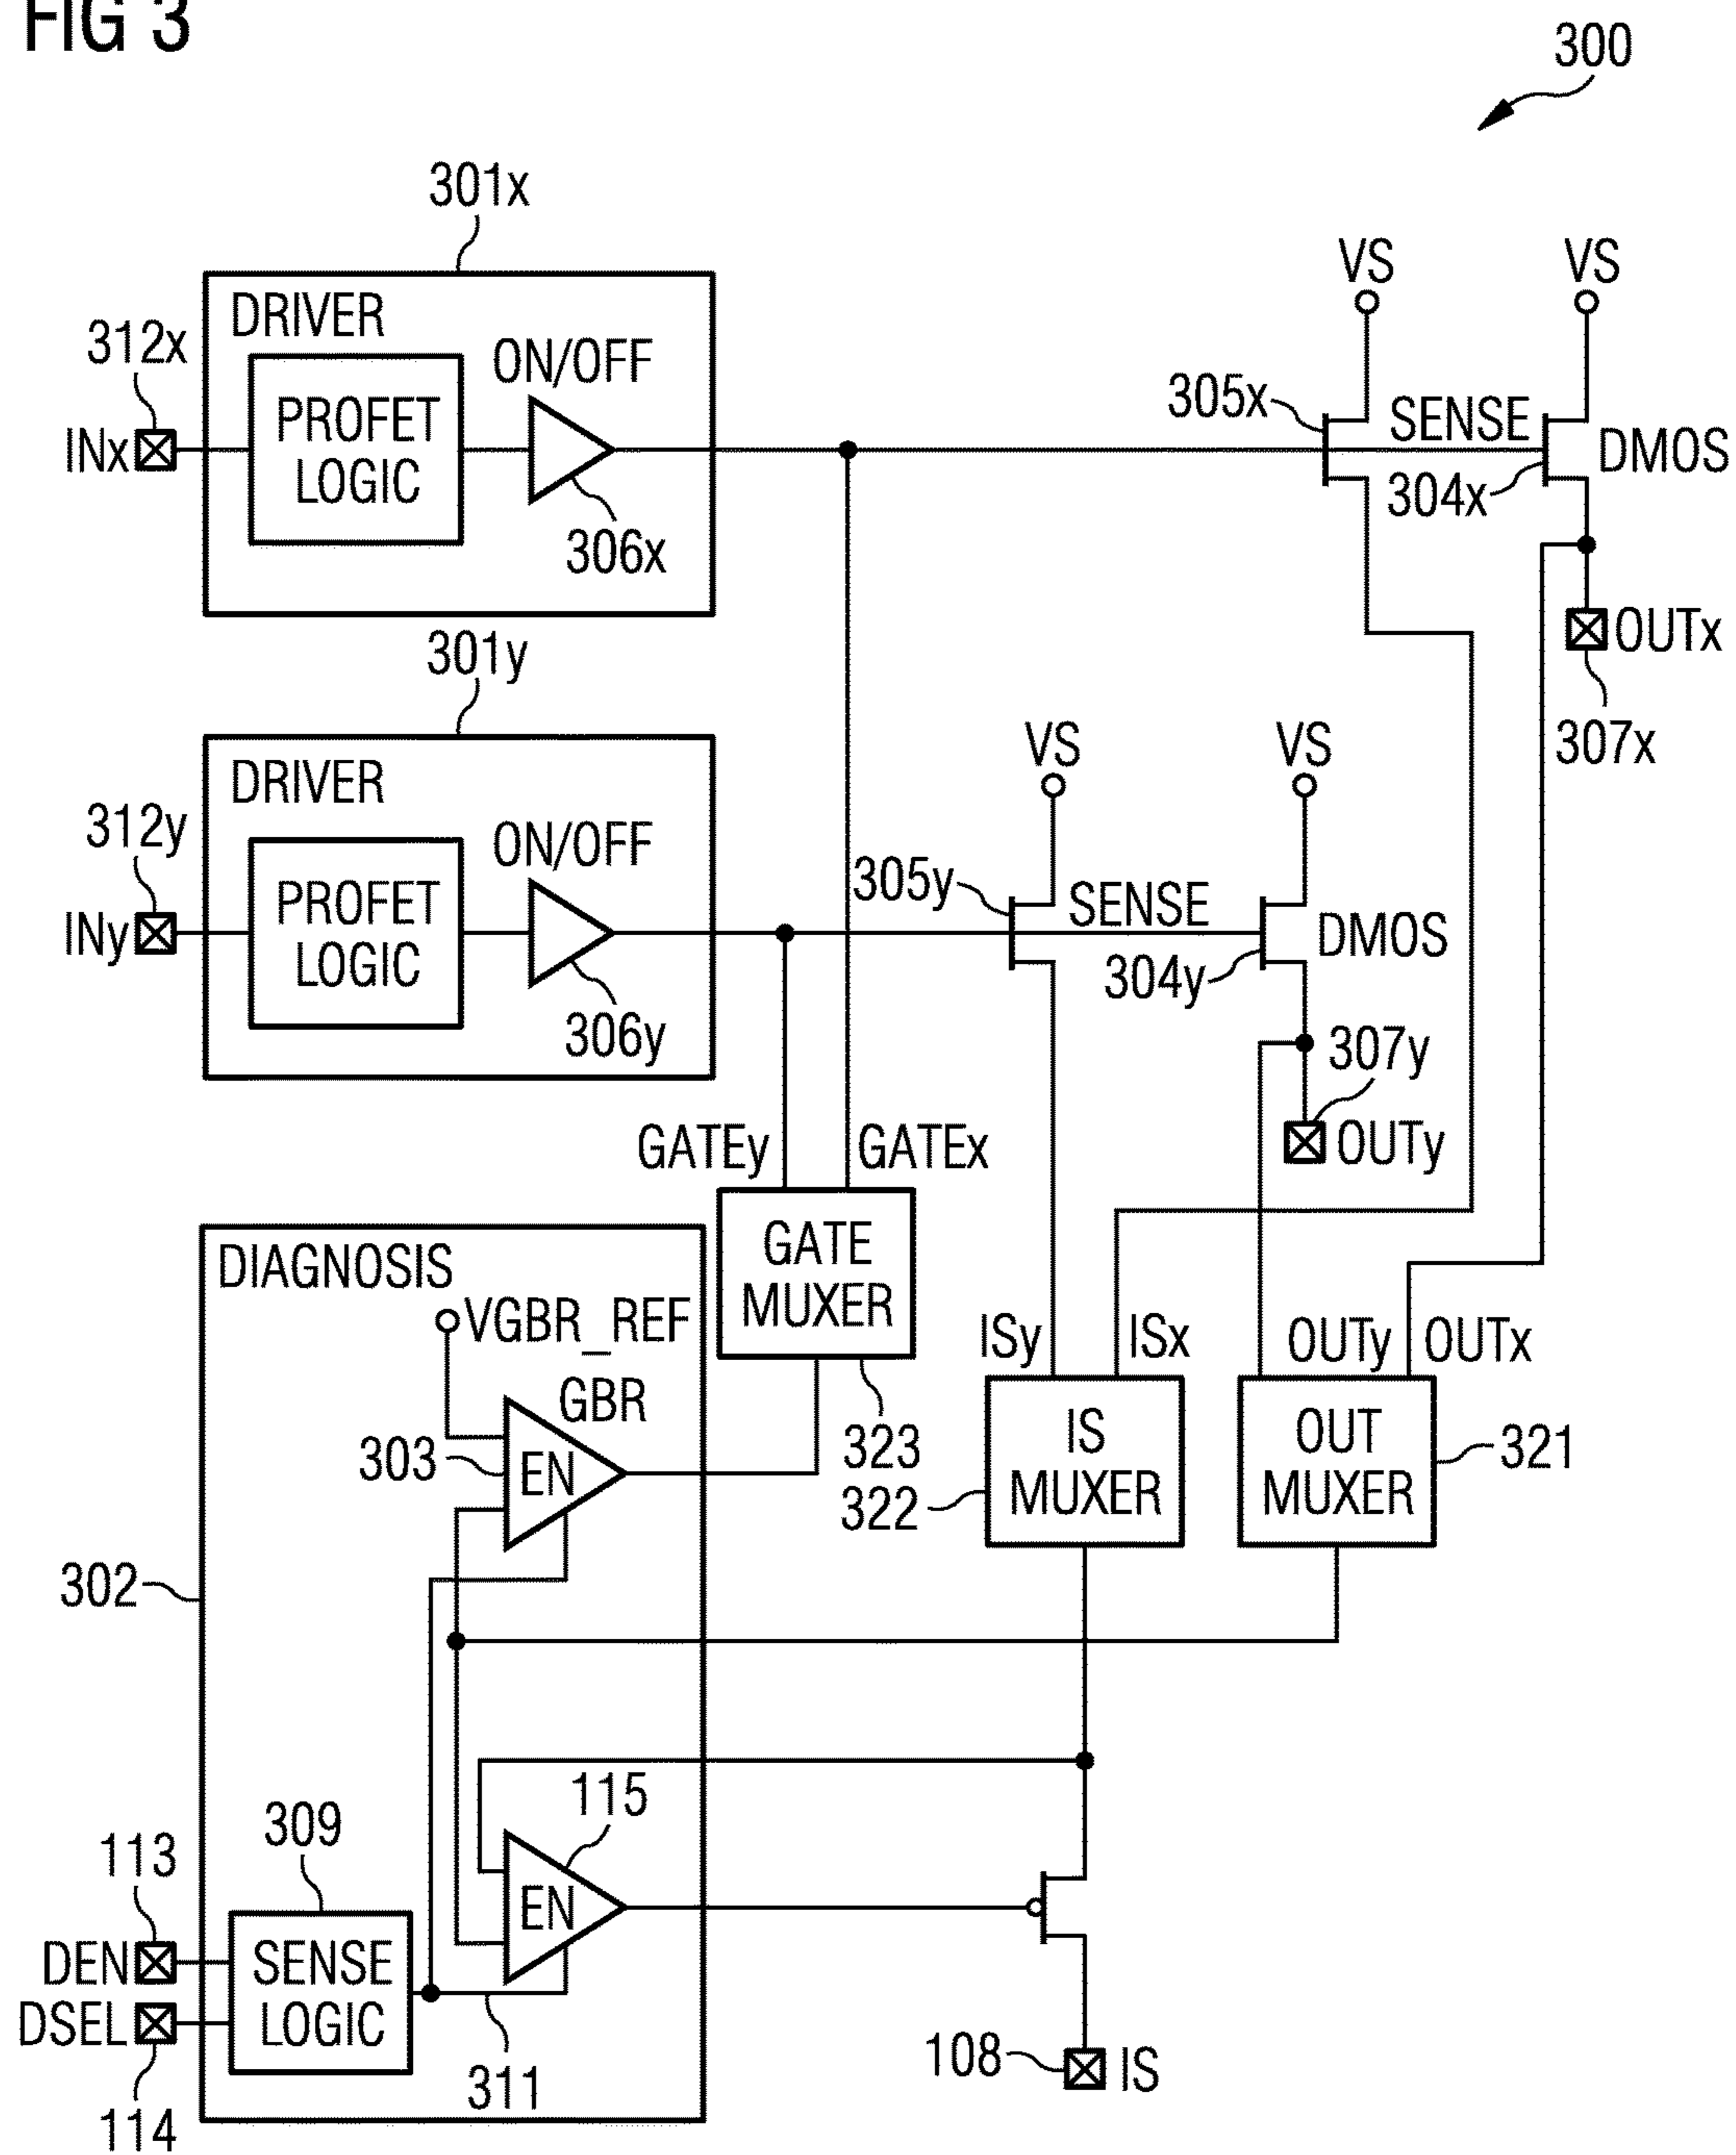 FIG 3
300
301x
VS
VS
DRIVER
312x
ON/OFF
305x
SENSE
INx
PROFET
LOGIC
DMOS
304x
306x
OUTx
301y
307x
VS
VS
DRIVER
312y
ON/OFF
305y
SENSE
INy
PROFET
LOGIC
DMOS
304y
306y
307y
GATEy
GATEx
OUTy
GATE
MUXER
DIAGNOSIS
VGBR_REF
ISy
ISx
OUTy
OUTx
GBR
303
EN
323
322
IS
MUXER
OUT
MUXER
321
302
115
309
113
EN
DEN
SENSE
LOGIC
DSEL
311
108
IS
114